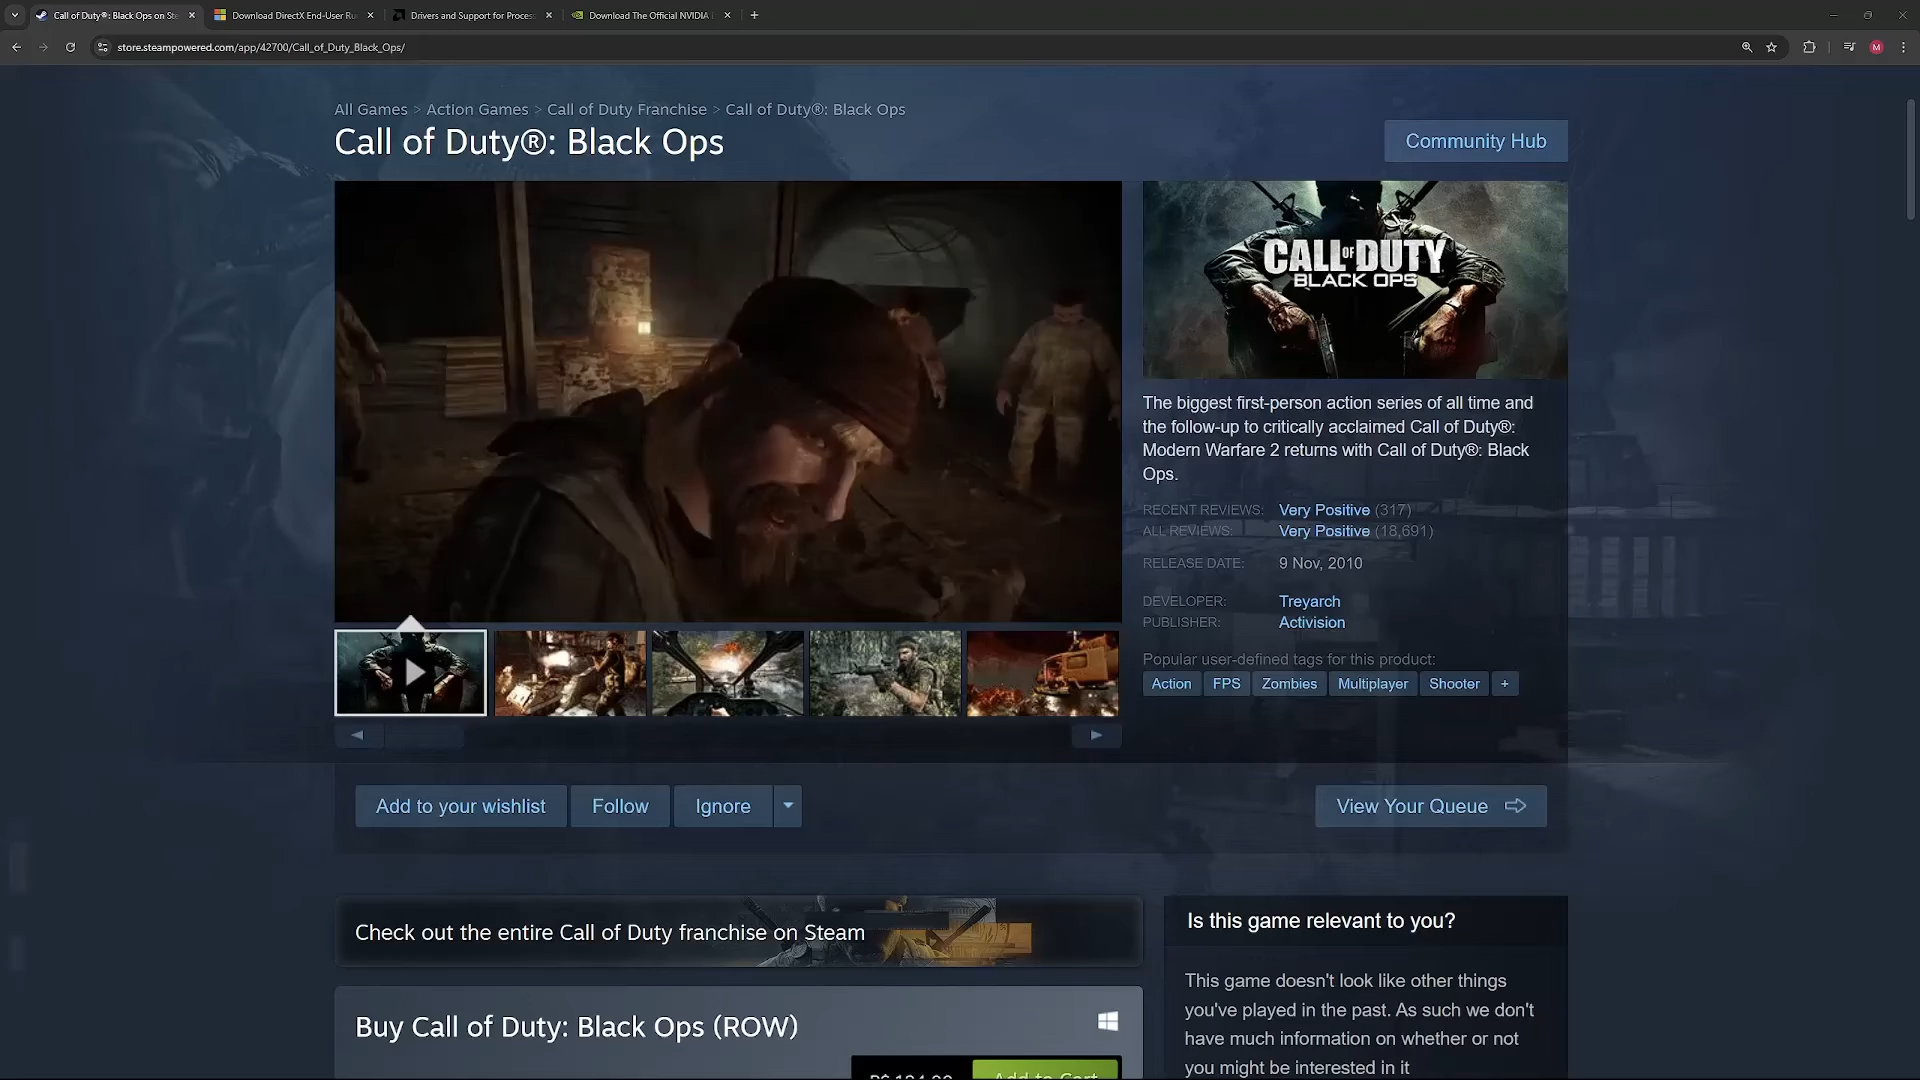 Call of Duty®: Black Ops on Ste
Download DirectX End-User Ru
Drivers and Support for Process
Download The Official NVIDIA
store.steampowered.com/app/42700/Call_of_Duty_Black_Ops/
M
All Games > Action Games > Call of Duty Franchise > Call of Duty®: Black Ops
Call of Duty®: Black Ops
Community Hub
CALL OF DUTY
BLACK OPS
The biggest first-person action series of all time and
the follow-up to critically acclaimed Call of Duty®:
Modern Warfare 2 returns with Call of Duty®: Black
Ops.
RECENT REVIEWS: Very Positive (317)
ALL REVIEWS: Very Positive (18,691)
RELEASE DATE: 9 Nov, 2010
DEVELOPER: Treyarch
PUBLISHER: Activision
Popular user-defined tags for this product:
Action FPS Zombies Multiplayer Shooter +
Add to your wishlist
Follow
Ignore
View Your Queue
Check out the entire Call of Duty franchise on Steam
Is this game relevant to you?
This game doesn't look like other things
you've played in the past. As such we don't
have much information on whether or not
you might be interested in it
Buy Call of Duty: Black Ops (ROW)
Add to Cart